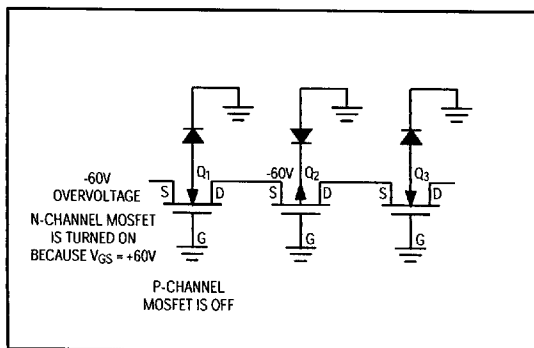 Q1
-60V
Q2
Q3
-60V
OVERVOLTAGE
S
D
S
D
S
D
N-CHANNEL MOSFET
IS TURNED ON
BECAUSE VGS = +60V
G
G
G
P-CHANNEL
MOSFET IS OFF